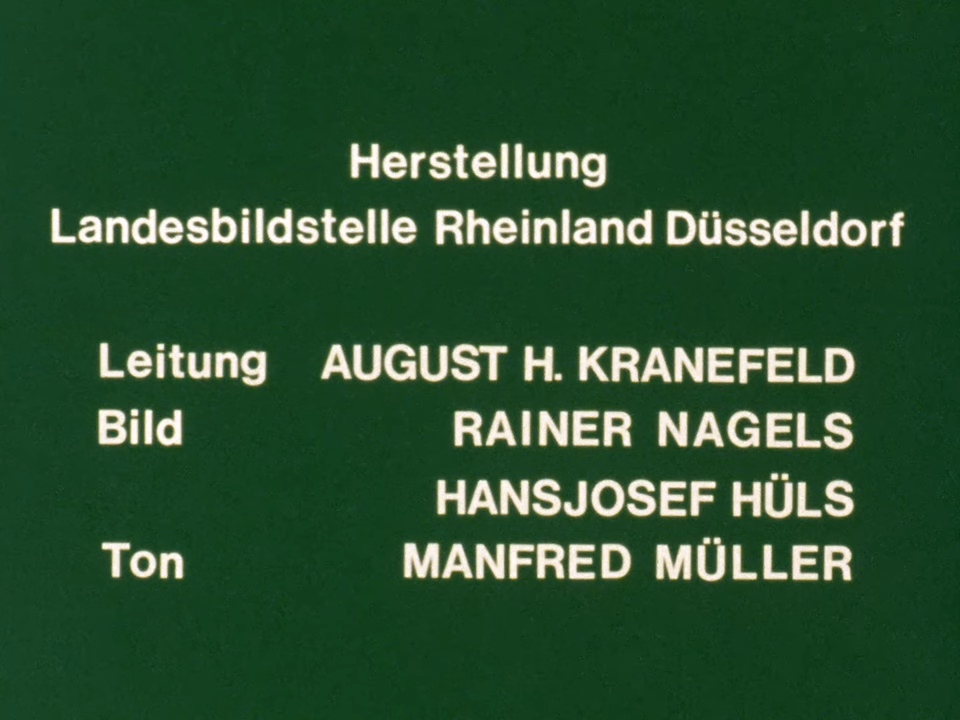 Herstellung
Landesbildstelle Rheinland Düsseldorf
Leitung AUGUST H. KRANEFELD
Bild RAINER NAGELS
HANSJOSEF HÜLS
Ton MANFRED MÜLLER